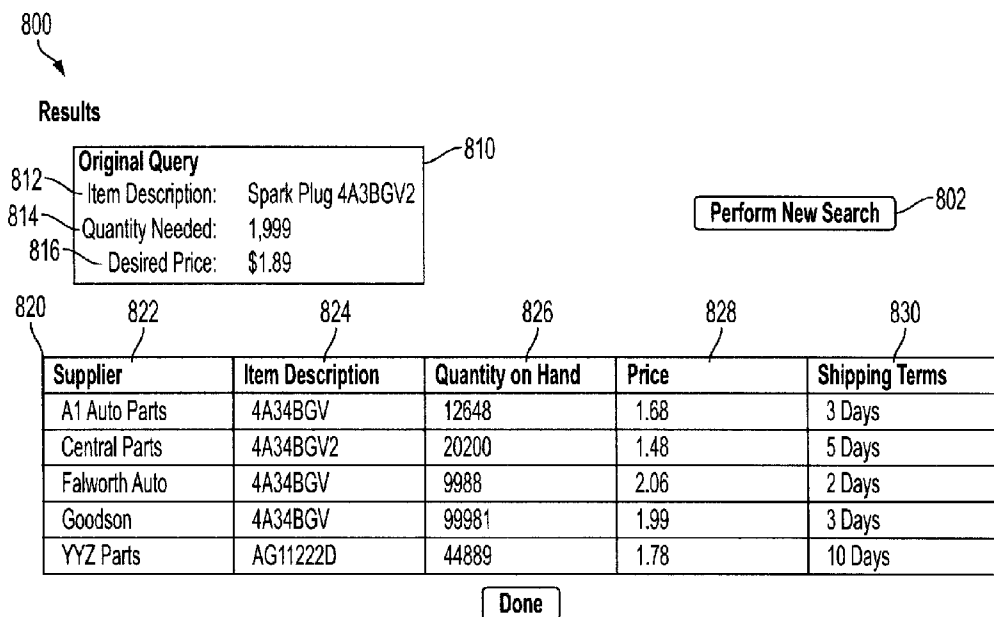 800
Results
Original Query
810
812 Item Description: Spark Plug 4A3BGV2
814 Quantity Needed: 1,999
816 Desired Price: $1.89
Perform New Search 802
820 822 824 826 828 830
Supplier Item Description Quantity on Hand Price Shipping Terms
A1 Auto Parts 4A34BGV 12648 1.68 3 Days
Central Parts 4A34BGV2 20200 1.48 5 Days
Falworth Auto 4A34BGV 9988 2.06 2 Days
Goodson 4A34BGV 99981 1.99 3 Days
YYZ Parts AG11222D 44889 1.78 10 Days
Done